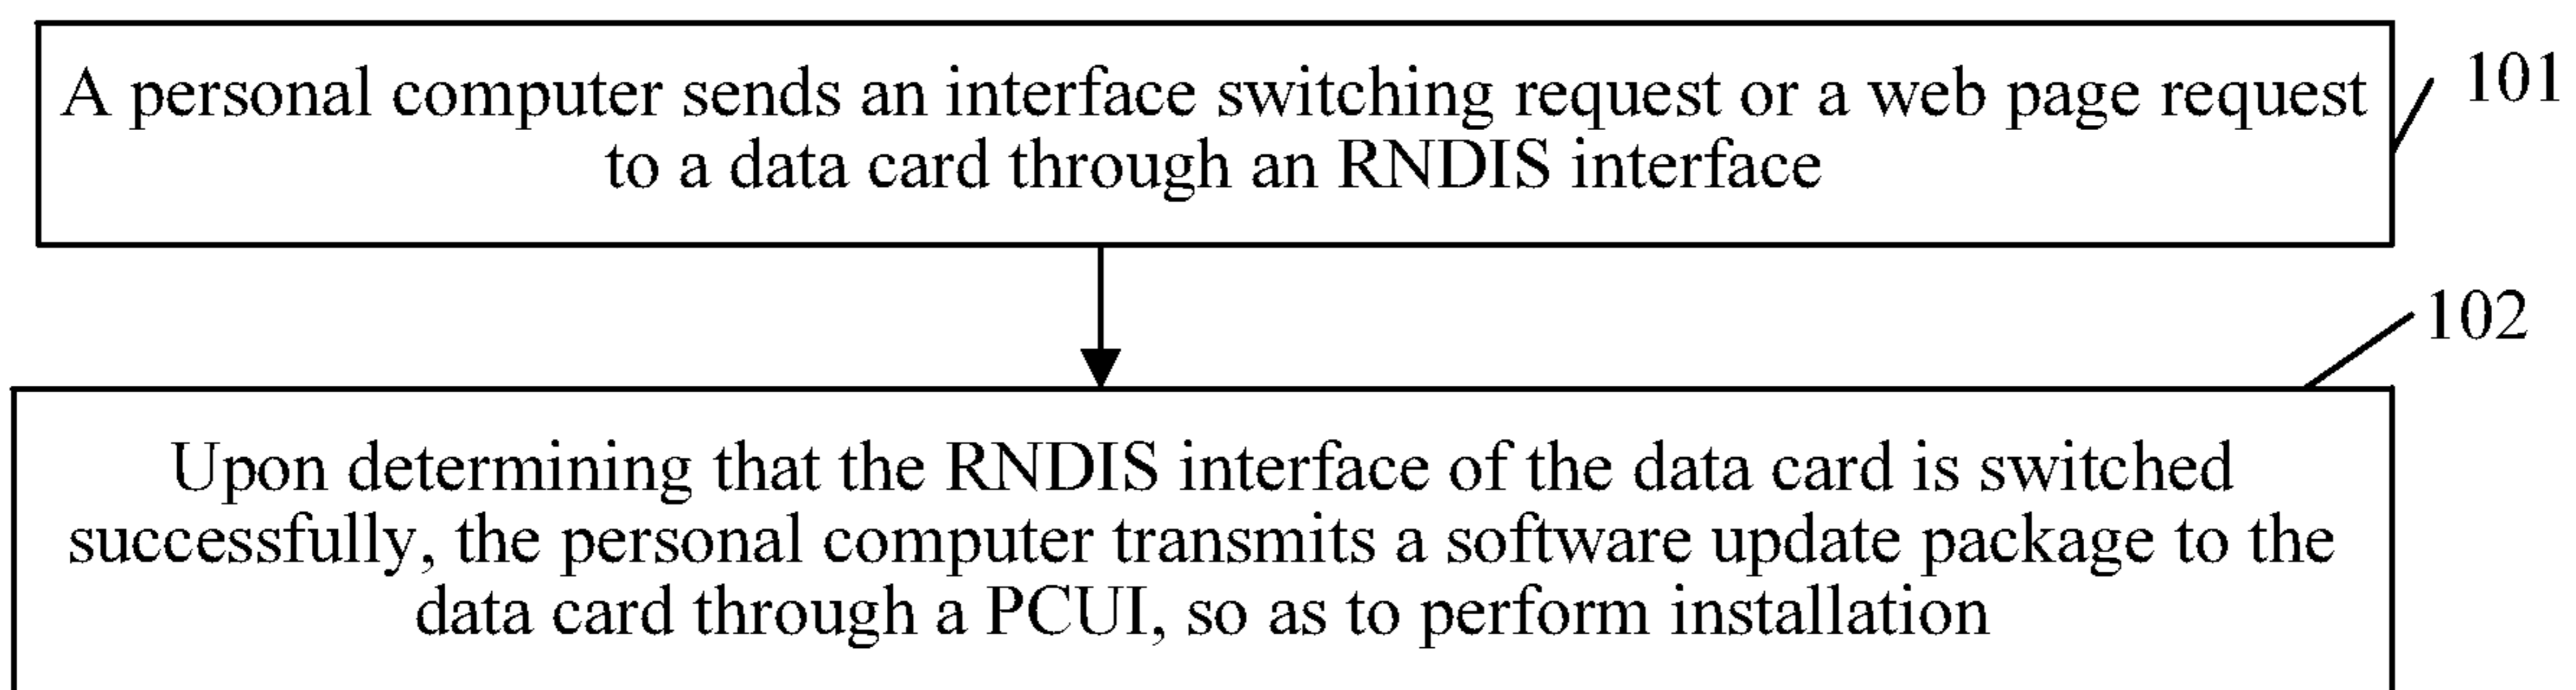 A personal computer sends an interface switching request or a web page request
to a data card through an RNDIS interface
101
102
Upon determining that the RNDIS interface of the data card is switched
successfully, the personal computer transmits a software update package to the
data card through a PCUI, so as to perform installation